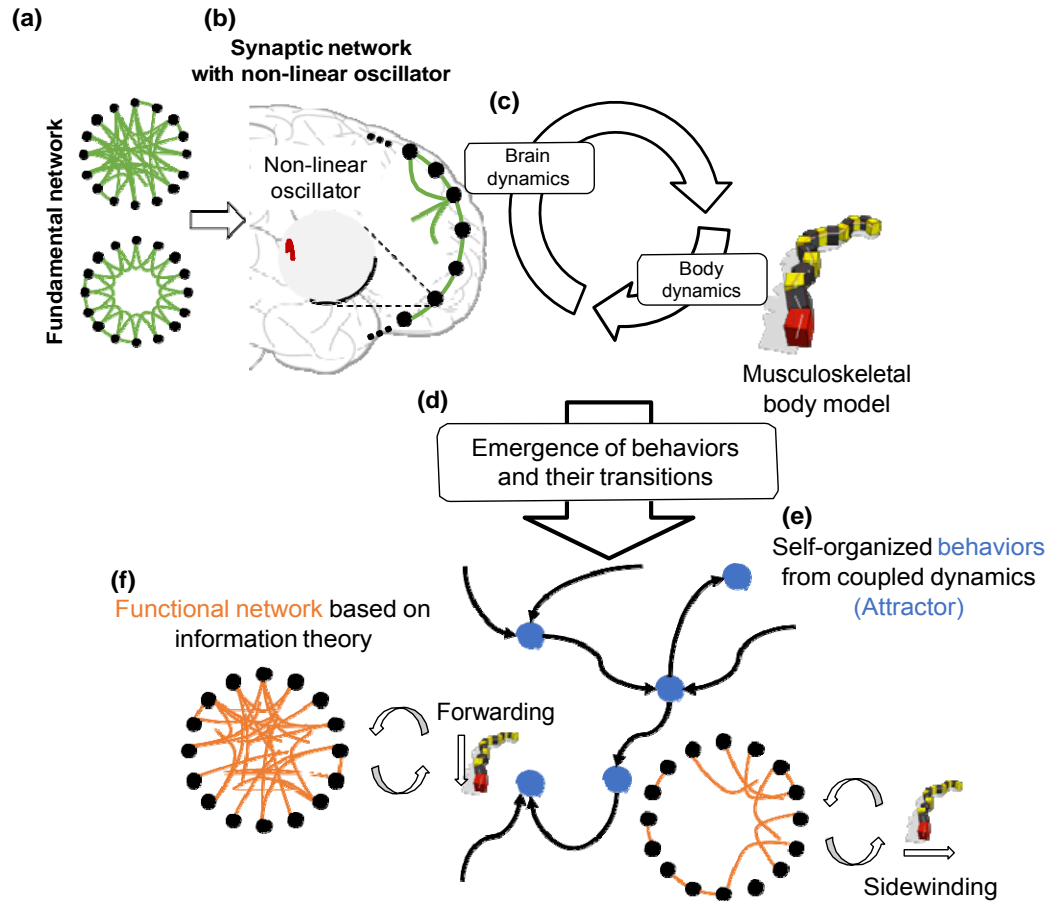 (a)
Fundamental network
(b)
Synaptic network
with non-linear oscillator
Non-linear
oscillator
(c)
Brain
dynamics
Body
dynamics
Musculoskeletal
body model
(d)
Emergence of behaviors
and their transitions
(e)
Self-organized behaviors
from coupled dynamics
(Attractor)
(f)
Functional network based on
information theory
Forwarding
Sidewinding